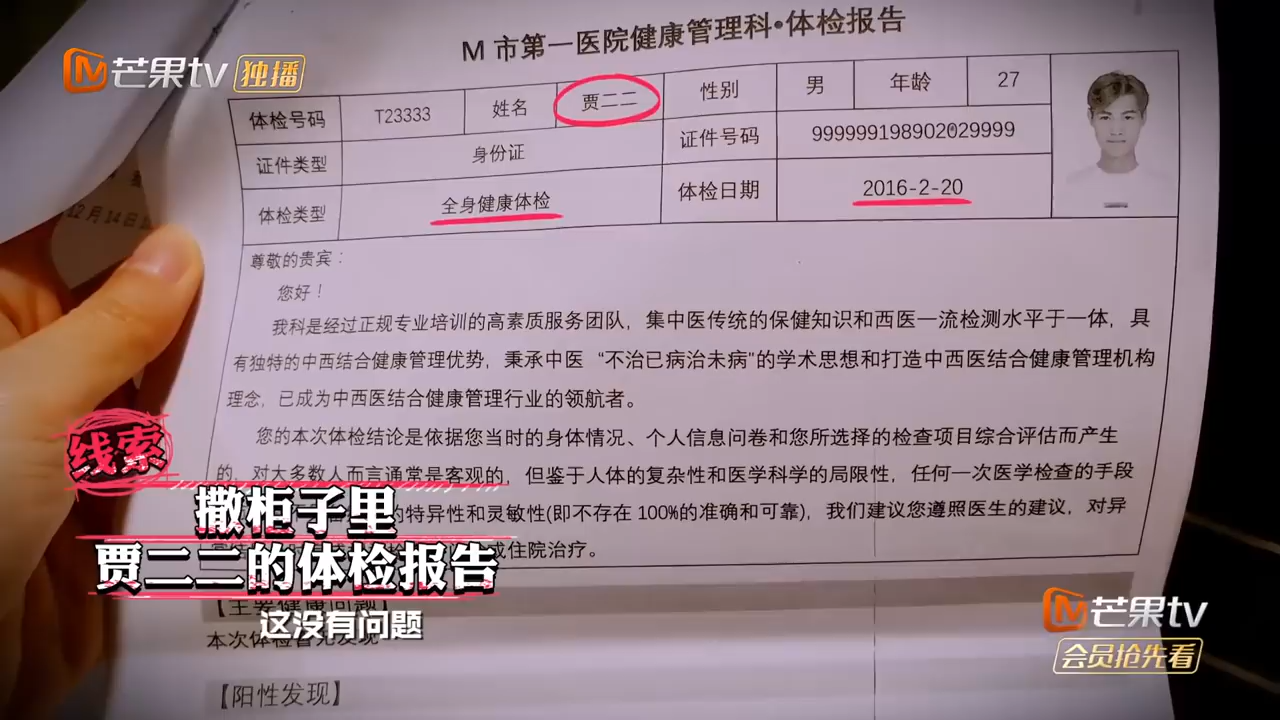 M市第一医院健康管理科•体检报告
芒果tv 独播
体检号码 T23333 姓名 贾二二 性别 男 年龄 27
证件类型 身份证 证件号码 999999198902029999
体检类型 全身健康体检 体检日期 2016-2-20
12月14日
尊敬的贵宾：
您好！
我科是经过正规专业培训的高素质服务团队，集中医传统的保健知识和西医一流检测水平于一体，具
有独特的中西结合健康管理优势，秉承中医“不治已病治未病”的学术思想和打造中西医结合健康管理机构
理念，已成为中西医结合健康管理行业的领航者。
您的本次体检结论是依据您当时的身体情况、个人信息问卷和您所选择的检查项目综合评估而产生
的，对大多数人而言通常是客观的，但鉴于人体的复杂性和医学科学的局限性，任何一次医学检查的手段
的特异性和灵敏性(即不存在100%的准确和可靠)，我们建议您遵照医生的建议，对异
或住院治疗。
线索
撒柜子里
贾二二的体检报告
【主要健康问题】
这没有问题
本次体检
【阳性发现】
芒果tv
会员抢先看